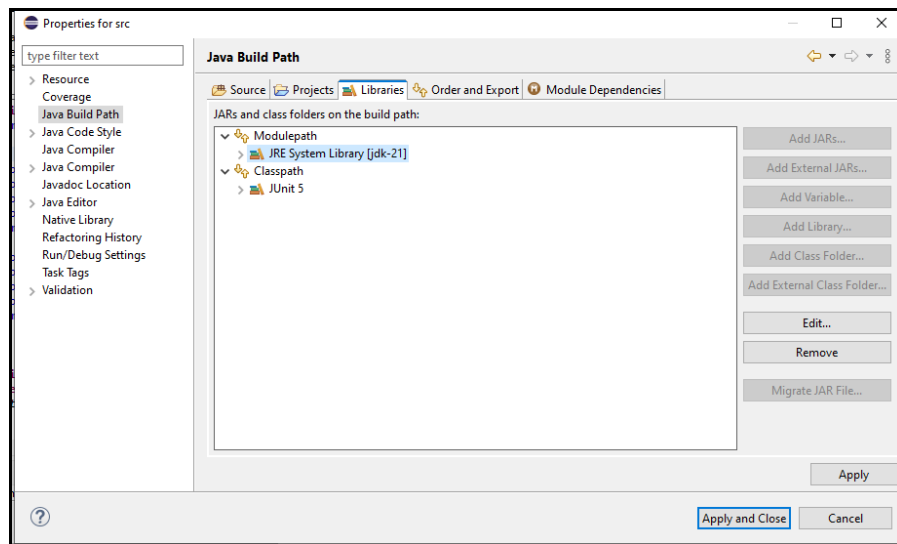 Properties for src
type filter text
Resource
Coverage
Java Build Path
Java Code Style
Java Compiler
Java Compiler
Javadoc Location
Java Editor
Native Library
Refactoring History
Run/Debug Settings
Task Tags
Validation
Java Build Path
Source Projects Libraries Order and Export Module Dependencies
JARs and class folders on the build path:
Modulepath
JRE System Library [jdk-21]
Classpath
JUnit 5
Add JARs...
Add External JARs...
Add Variable...
Add Library...
Add Class Folder...
Add External Class Folder...
Edit...
Remove
Migrate JAR File...
Apply
Apply and Close Cancel